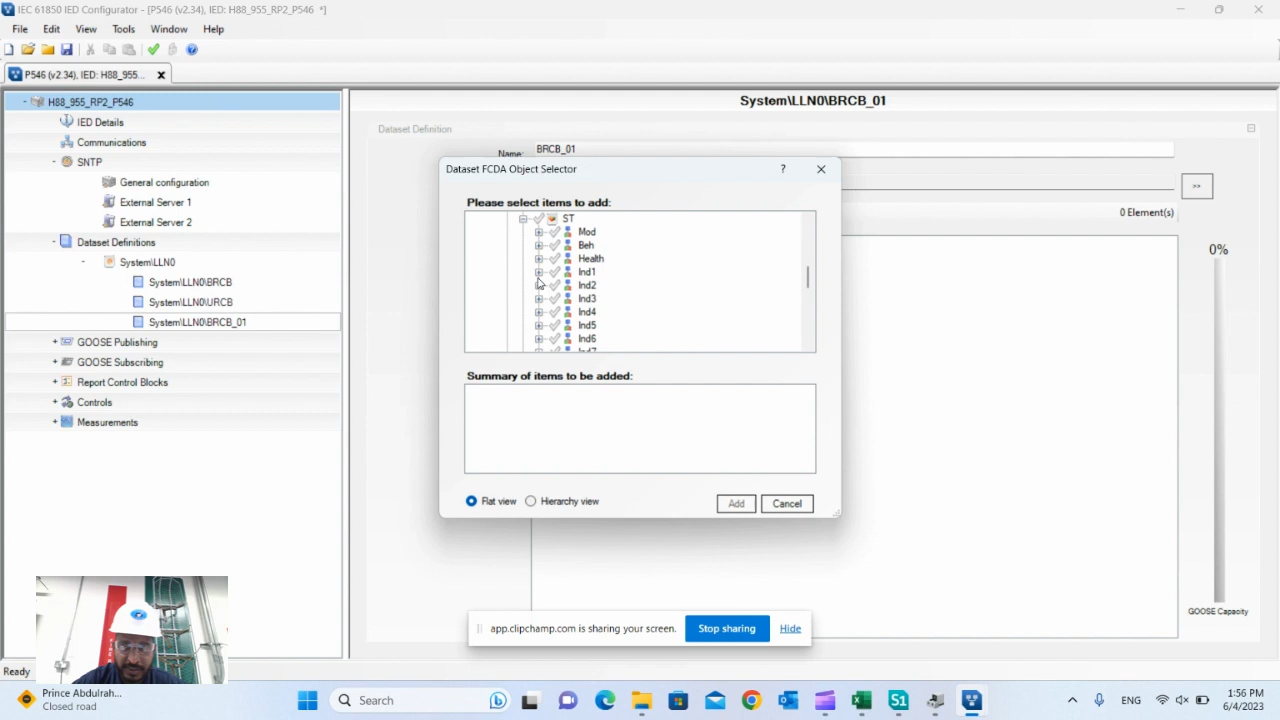 IEC 61850 IED Configurator - [P546 (v2.34), IED: H88_955_RP2_P546 *]
File Edit View Tools Window Help
P546 (v2.34), IED: H88_955...
H88_955_RP2_P546
IED Details
Communications
SNTP
General configuration
External Server 1
External Server 2
Dataset Definitions
System\LLN0
System\LLN0\BRCB
System\LLN0\URCB
System\LLN0\BRCB_01
GOOSE Publishing
GOOSE Subscribing
Report Control Blocks
Controls
Measurements
System\LLN0\BRCB_01
Dataset Definition
Name: BRCB_01
>>
0 Element(s)
0%
GOOSE Capacity
Dataset FCDA Object Selector
?
Please select items to add:
ST
Mod
Beh
Health
Ind1
Ind2
Ind3
Ind4
Ind5
Ind6
Ind7
Summary of items to be added:
Flat view Hierarchy view Add Cancel
app.clipchamp.com is sharing your screen. Stop sharing Hide
Ready
Prince Abdulrah...
Closed road
Search
ENG
1:56 PM
6/4/2023